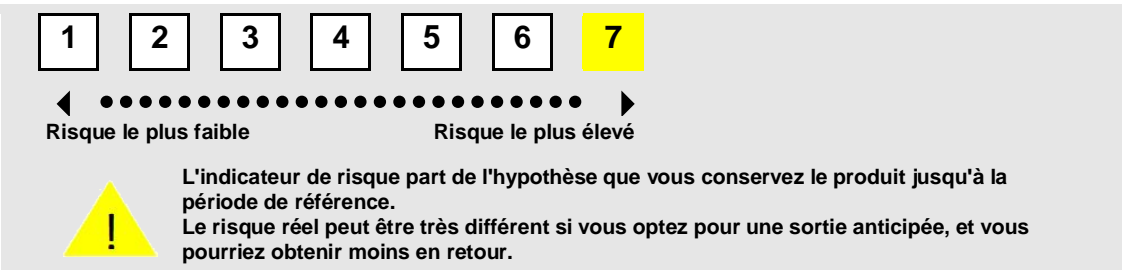 1 2 3 4 5 6 7
Risque le plus faible Risque le plus élevé
L'indicateur de risque part de l'hypothèse que vous conservez le produit jusqu'à la
période de référence.
Le risque réel peut être très différent si vous optez pour une sortie anticipée, et vous
pourriez obtenir moins en retour.
!